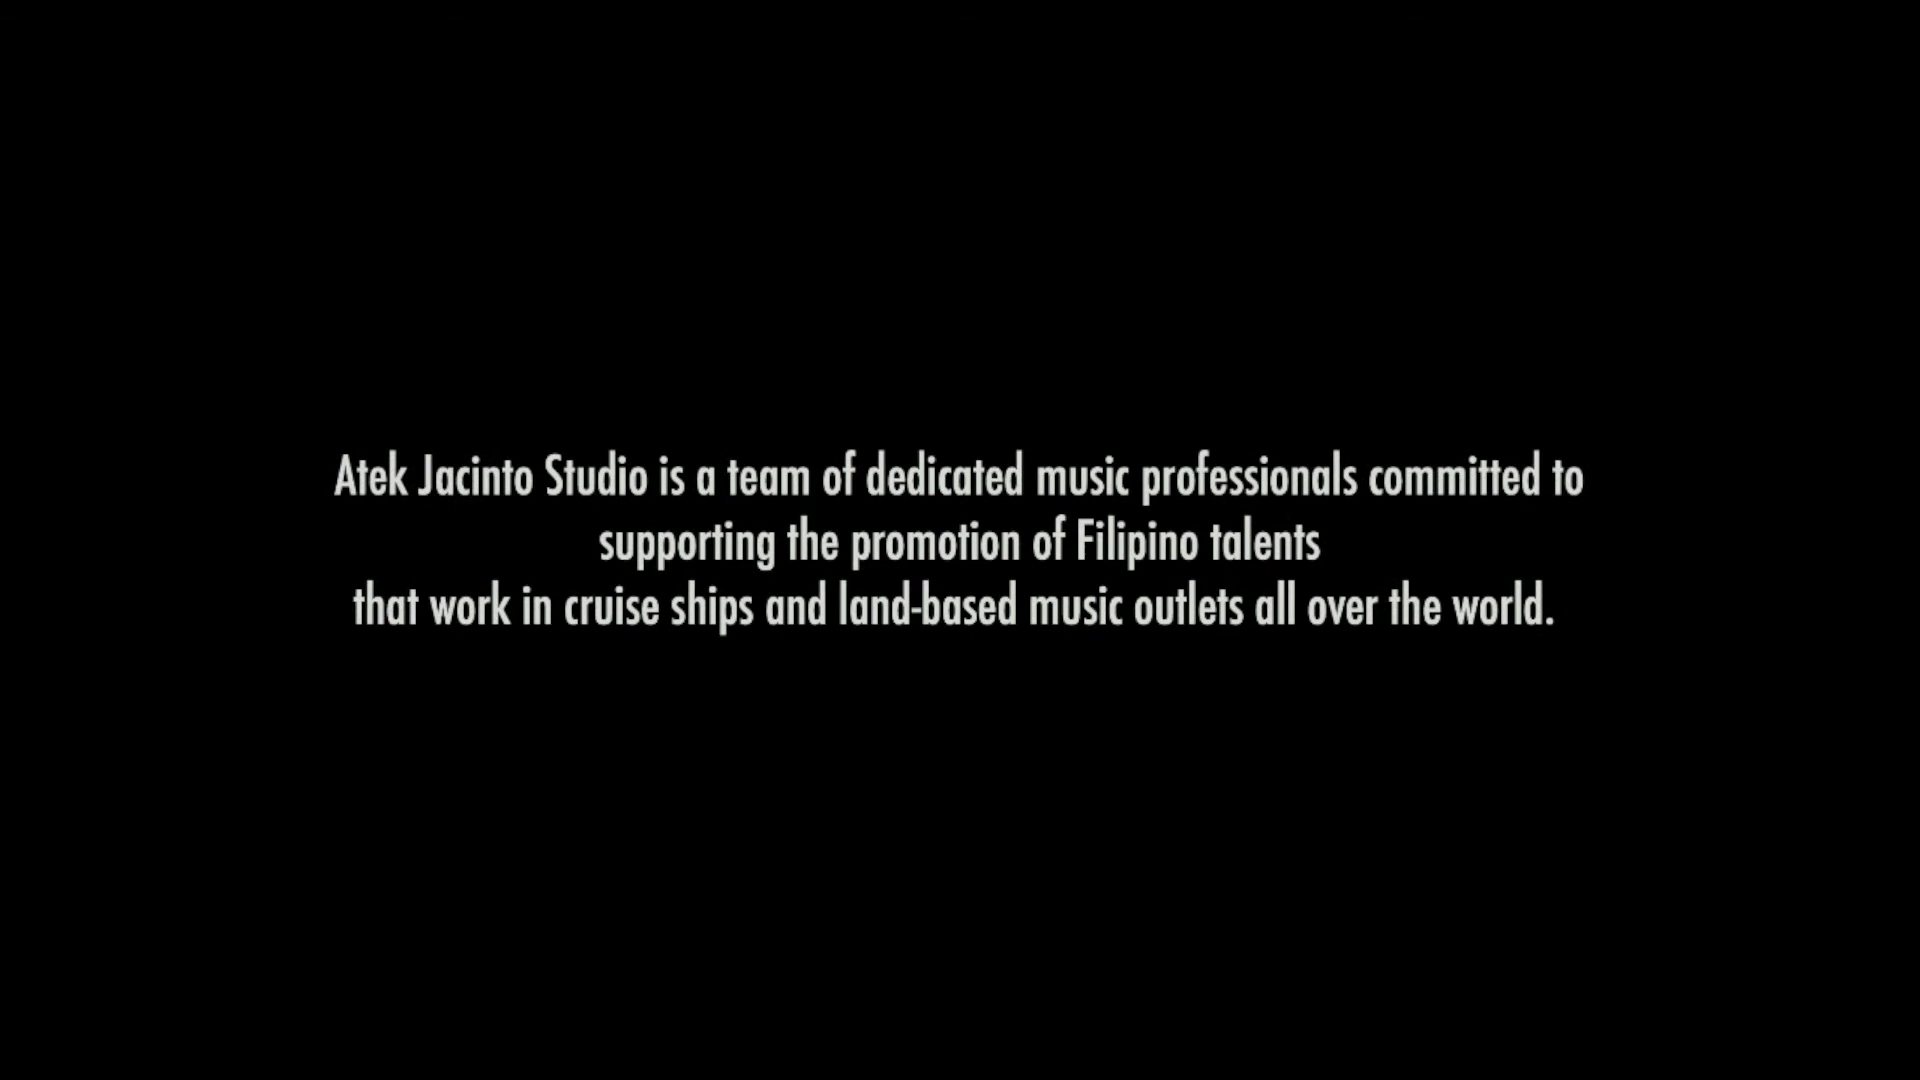 Atek Jacinto Studio is a team of dedicated music professionals committed to
supporting the promotion of Filipino talents
that work in cruise ships and land-based music outlets all over the world.